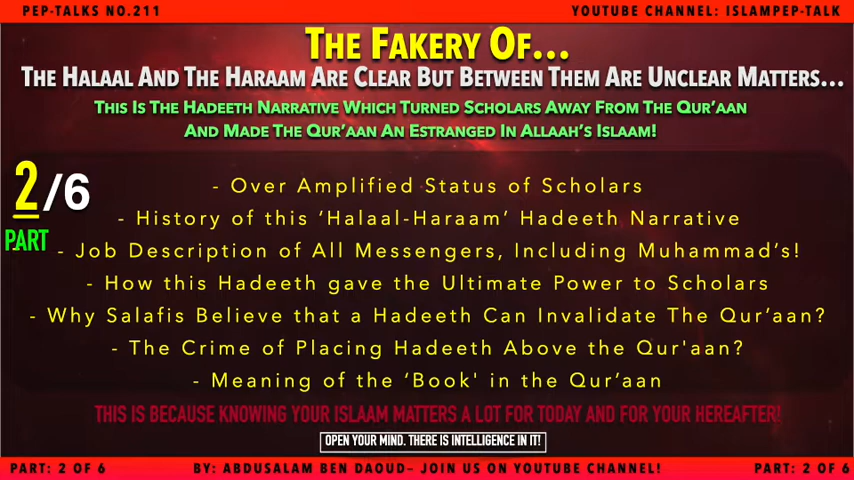 PEP-TALKS NO.211
YOUTUBE CHANNEL: ISLAMPEP-TALK
THE FAKERY OF...
THE HALAAL AND THE HARAAM ARE CLEAR BUT BETWEEN THEM ARE UNCLEAR MATTERS...
THIS IS THE HADEETH NARRATIVE WHICH TURNED SCHOLARS AWAY FROM THE QUR'AAN
AND MADE THE QUR'AAN AN ESTRANGED IN ALLAAH'S ISLAAM!
2/6
PART
- Over Amplified Status of Scholars
- History of this ‘Halaal-Haraam’ Hadeeth Narrative
- Job Description of All Messengers, Including Muhammad’s!
- How this Hadeeth gave the Ultimate Power to Scholars
- Why Salafis Believe that a Hadeeth Can Invalidate The Qur’aan?
- The Crime of Placing Hadeeth Above the Qur'aan?
- Meaning of the ‘Book' in the Qur’aan
THIS IS BECAUSE KNOWING YOUR ISLAAM MATTERS A LOT FOR TODAY AND FOR YOUR HEREAFTER!
OPEN YOUR MIND. THERE IS INTELLIGENCE IN IT!
PART: 2 OF 6
BY: ABDUSALAM BEN DAOUD– JOIN US ON YOUTUBE CHANNEL!
PART: 2 OF 6